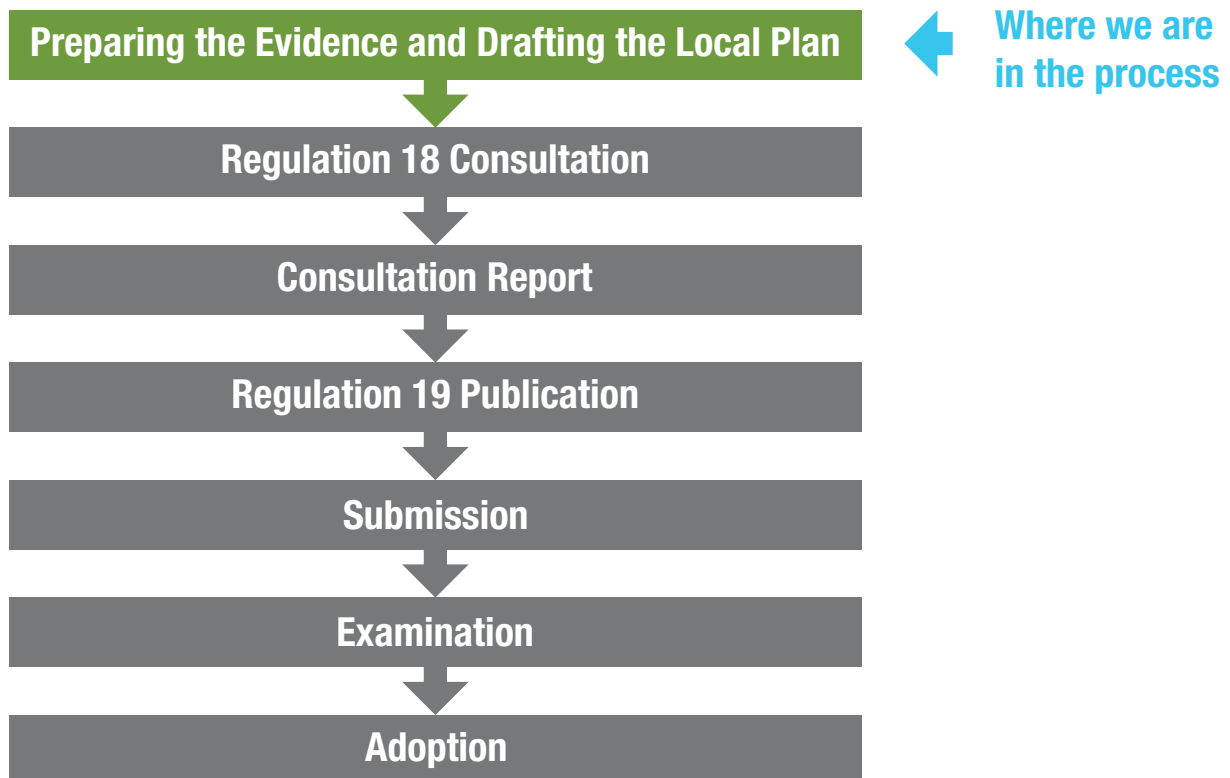 Preparing the Evidence and Drafting the Local Plan
Where we are
in the process
Regulation 18 Consultation
Consultation Report
Regulation 19 Publication
Submission
Examination
Adoption